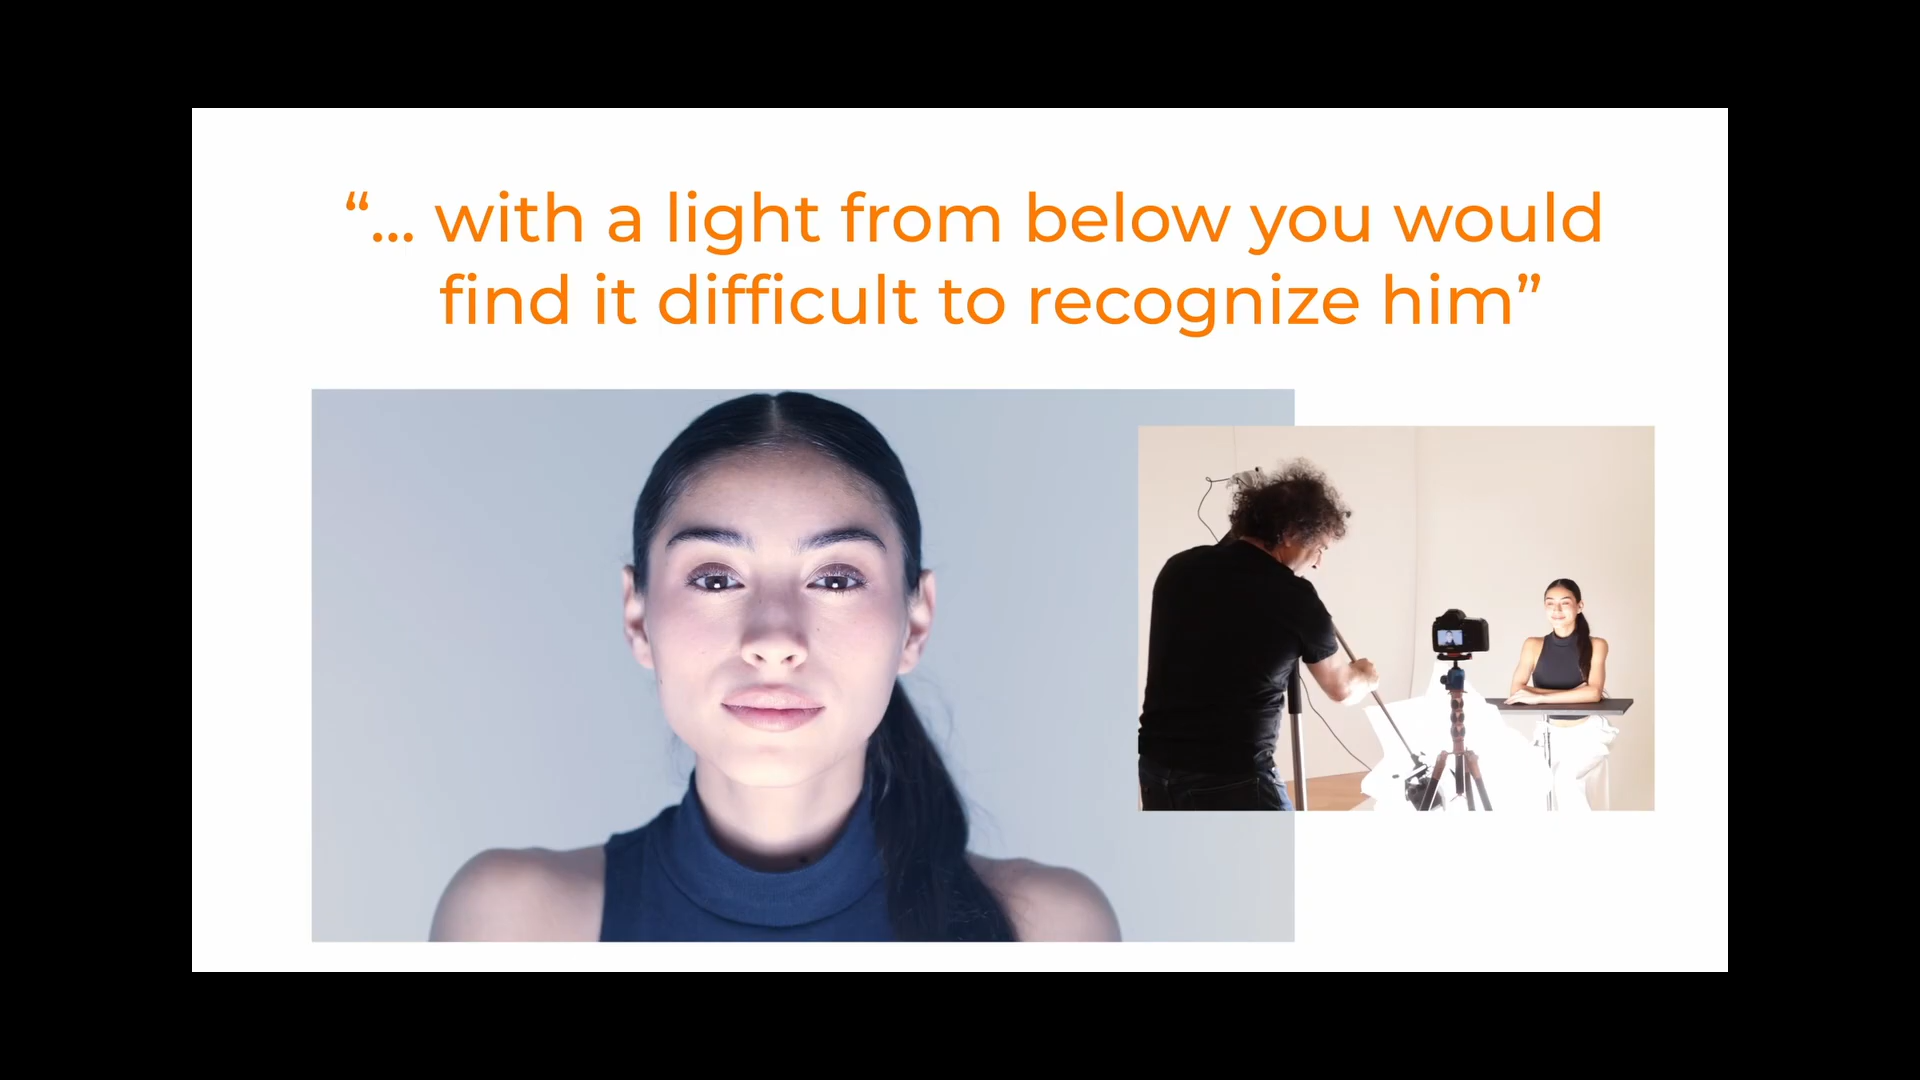 “... with a light from below you would
find it difficult to recognize him”